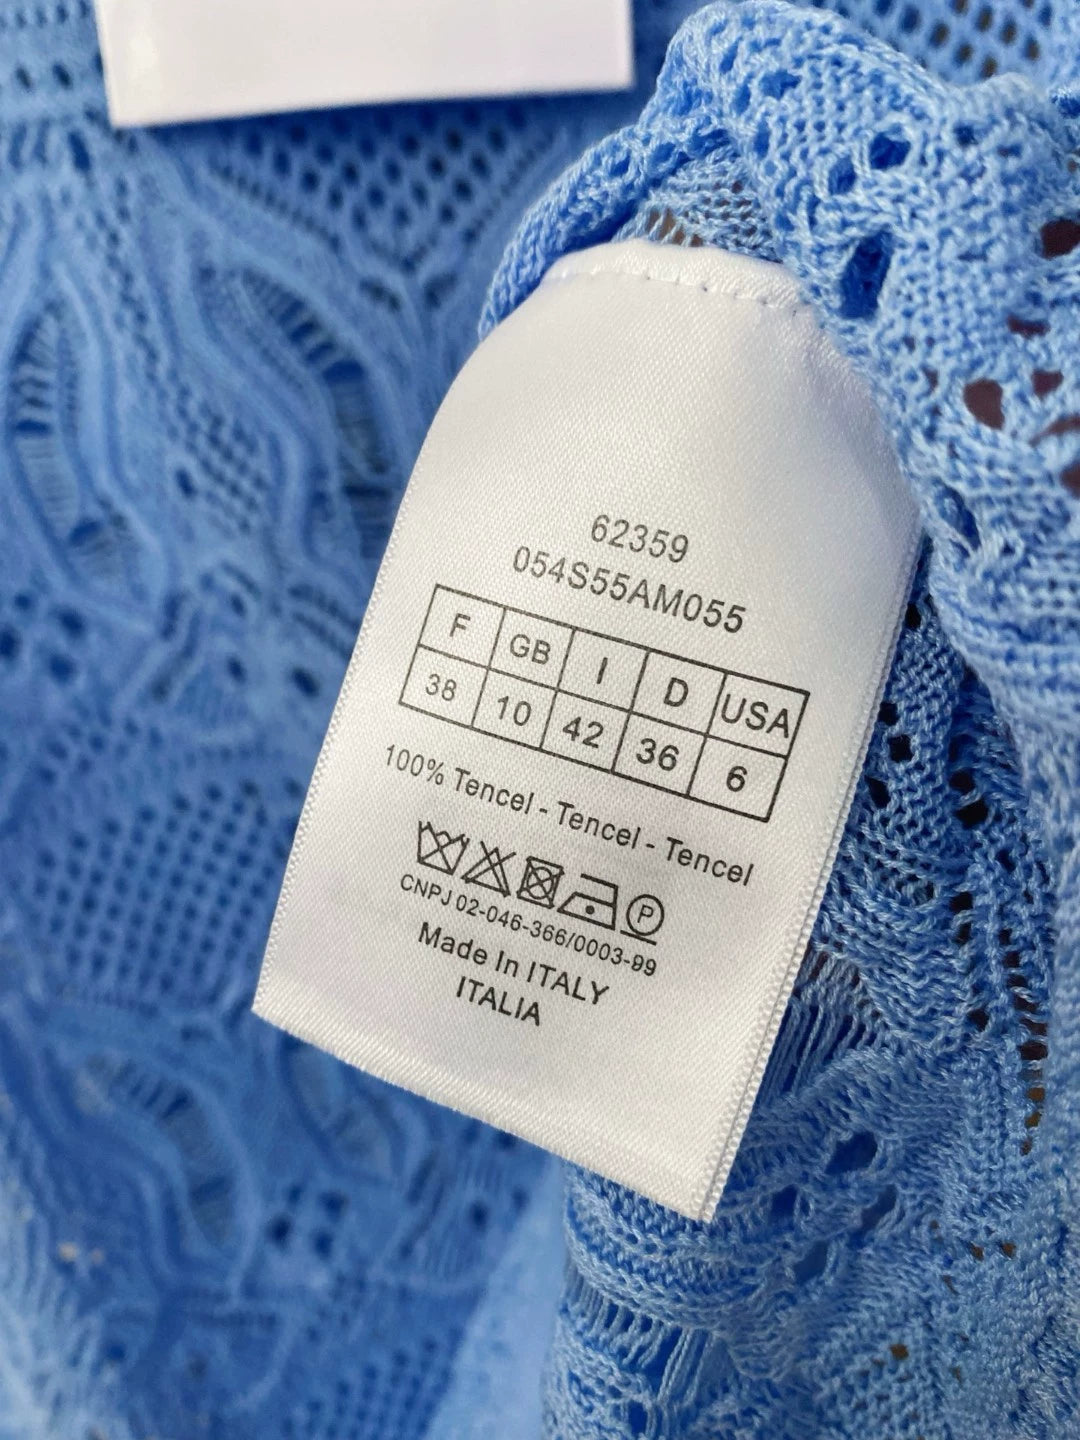 62359
054S55AM055
F GB I D USA
38 10 42 36 6
100% Tencel - Tencel - Tencel
P
CNPJ 02-046-366/0003-99
Made In ITALY
ITALIA